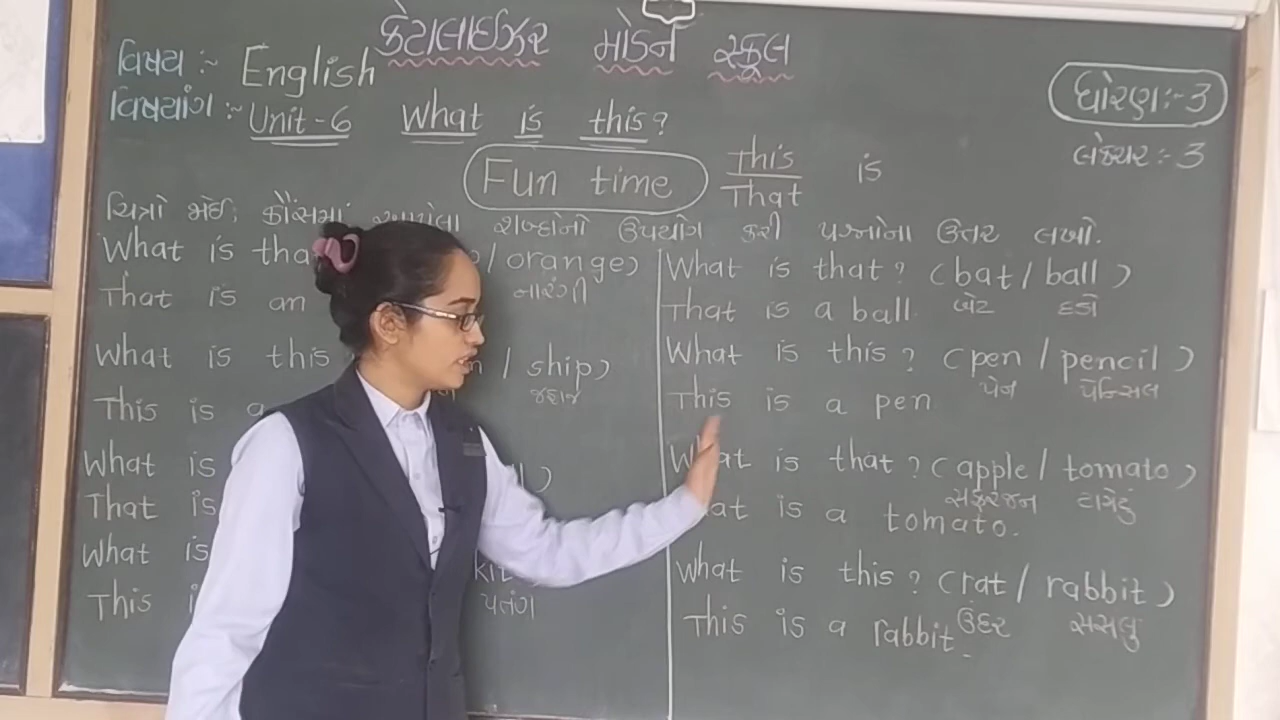 કેટાલાઈઝર મોડર્ન સ્કૂલ
વિષય :- English
વિષયાંગ :- Unit-6 What is this?
ધોરણ :- 3
લેક્ચર :- 3
Fun time
This
That
is
ચિત્રો જોઈ, કૌંસમાં આપેલા શબ્દોનો ઉપયોગ કરી પ્રશ્નોના ઉત્તર લખો.
What is / orange)
નારંગી
That is an
What is this / ship)
જહાજ
This is a
What is
That is
What is
પતંગ
This
What is that? (bat / ball)
બેટ દડો
That is a ball.
What is this? (pen / pencil)
પેન પેન્સિલ
This is a pen.
What is that? (apple / tomato)
સફરજન ટામેટું
is a tomato.
What is this? (rat / rabbit)
ઉંદર સસલુ
This is a rabbit.